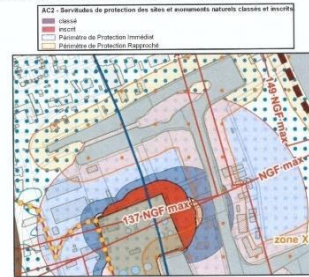 AC2 - Servitudes de protection des sites et monuments naturels classés et inscrits
classé
inscrit
Périmètre de Protection Immédiat
Périmètre de Protection Rapproché
149 NGF max
137 NGF max
NGF max
zone X